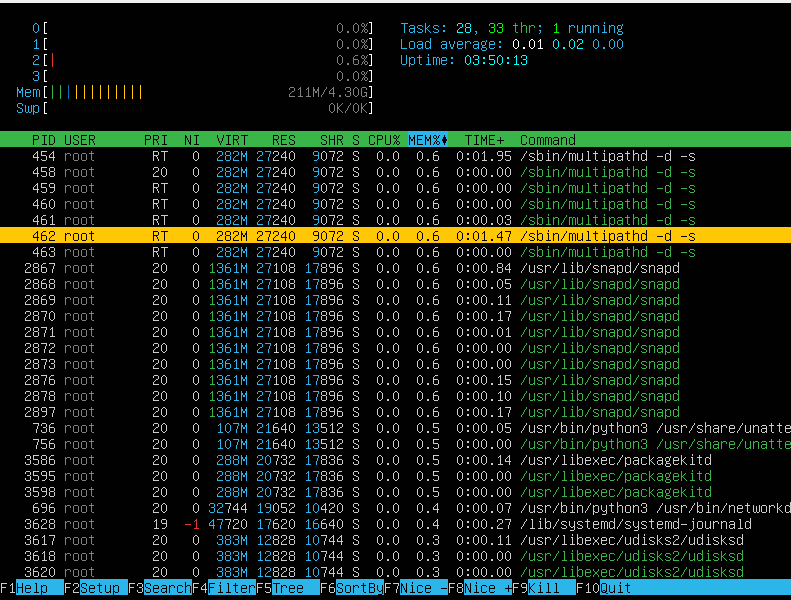 0[ 0.0%] Tasks: 28, 33 thr; 1 running
1[ 0.0%] Load average: 0.01 0.02 0.00
2[| 0.6%] Uptime: 03:50:13
3[ 0.0%]
Mem[|||||||||||| 211M/4.30G]
Swp[ 0K/0K]
PID USER PRI NI VIRT RES SHR S CPU% MEM% TIME+ Command
454 root RT 0 282M 27240 9072 S 0.0 0.6 0:01.95 /sbin/multipathd -d -s
458 root 20 0 282M 27240 9072 S 0.0 0.6 0:00.00 /sbin/multipathd -d -s
459 root RT 0 282M 27240 9072 S 0.0 0.6 0:00.00 /sbin/multipathd -d -s
460 root RT 0 282M 27240 9072 S 0.0 0.6 0:00.00 /sbin/multipathd -d -s
461 root RT 0 282M 27240 9072 S 0.0 0.6 0:00.03 /sbin/multipathd -d -s
462 root RT 0 282M 27240 9072 S 0.0 0.6 0:01.47 /sbin/multipathd -d -s
463 root RT 0 282M 27240 9072 S 0.0 0.6 0:00.00 /sbin/multipathd -d -s
2867 root 20 0 1361M 27108 17896 S 0.0 0.6 0:00.84 /usr/lib/snapd/snapd
2868 root 20 0 1361M 27108 17896 S 0.0 0.6 0:00.05 /usr/lib/snapd/snapd
2869 root 20 0 1361M 27108 17896 S 0.0 0.6 0:00.11 /usr/lib/snapd/snapd
2870 root 20 0 1361M 27108 17896 S 0.0 0.6 0:00.17 /usr/lib/snapd/snapd
2871 root 20 0 1361M 27108 17896 S 0.0 0.6 0:00.01 /usr/lib/snapd/snapd
2872 root 20 0 1361M 27108 17896 S 0.0 0.6 0:00.00 /usr/lib/snapd/snapd
2873 root 20 0 1361M 27108 17896 S 0.0 0.6 0:00.00 /usr/lib/snapd/snapd
2876 root 20 0 1361M 27108 17896 S 0.0 0.6 0:00.15 /usr/lib/snapd/snapd
2878 root 20 0 1361M 27108 17896 S 0.0 0.6 0:00.10 /usr/lib/snapd/snapd
2897 root 20 0 1361M 27108 17896 S 0.0 0.6 0:00.17 /usr/lib/snapd/snapd
736 root 20 0 107M 21640 13512 S 0.0 0.5 0:00.05 /usr/bin/python3 /usr/share/unatte
756 root 20 0 107M 21640 13512 S 0.0 0.5 0:00.00 /usr/bin/python3 /usr/share/unatte
3586 root 20 0 288M 20732 17836 S 0.0 0.5 0:00.14 /usr/libexec/packagekitd
3595 root 20 0 288M 20732 17836 S 0.0 0.5 0:00.00 /usr/libexec/packagekitd
3598 root 20 0 288M 20732 17836 S 0.0 0.5 0:00.00 /usr/libexec/packagekitd
696 root 20 0 32744 19052 10420 S 0.0 0.4 0:00.07 /usr/bin/python3 /usr/bin/networkd
3628 root 19 -1 47720 17620 16640 S 0.0 0.4 0:00.27 /lib/systemd/systemd-journald
3617 root 20 0 383M 12828 10744 S 0.0 0.3 0:00.11 /usr/libexec/udisks2/udisksd
3618 root 20 0 383M 12828 10744 S 0.0 0.3 0:00.00 /usr/libexec/udisks2/udisksd
3620 root 20 0 383M 12828 10744 S 0.0 0.3 0:00.00 /usr/libexec/udisks2/udisksd
F1Help F2Setup F3SearchF4FilterF5Tree F6SortByF7Nice -F8Nice +F9Kill F10Quit